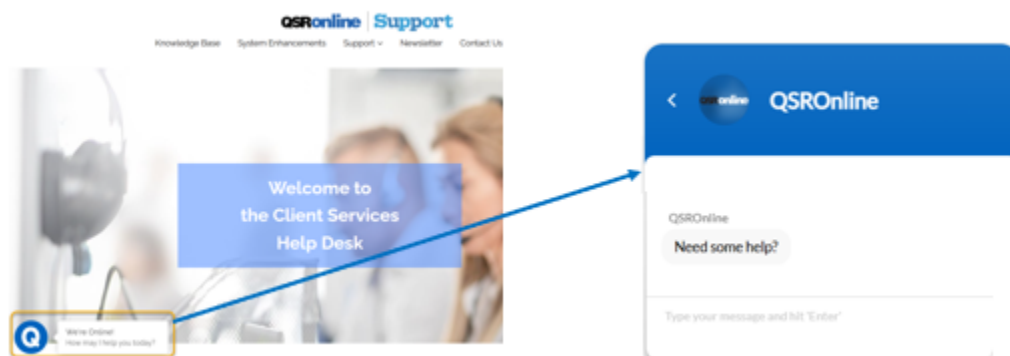 QSRonline | Support
Knowledge Base System Enhancements Support Newsletter Contact Us
Welcome to
the Client Services
Help Desk
Q
We're Online!
How may I help you today?
QSRonline
QSROnline
QSROnline
Need some help?
Type your message and hit 'Enter'